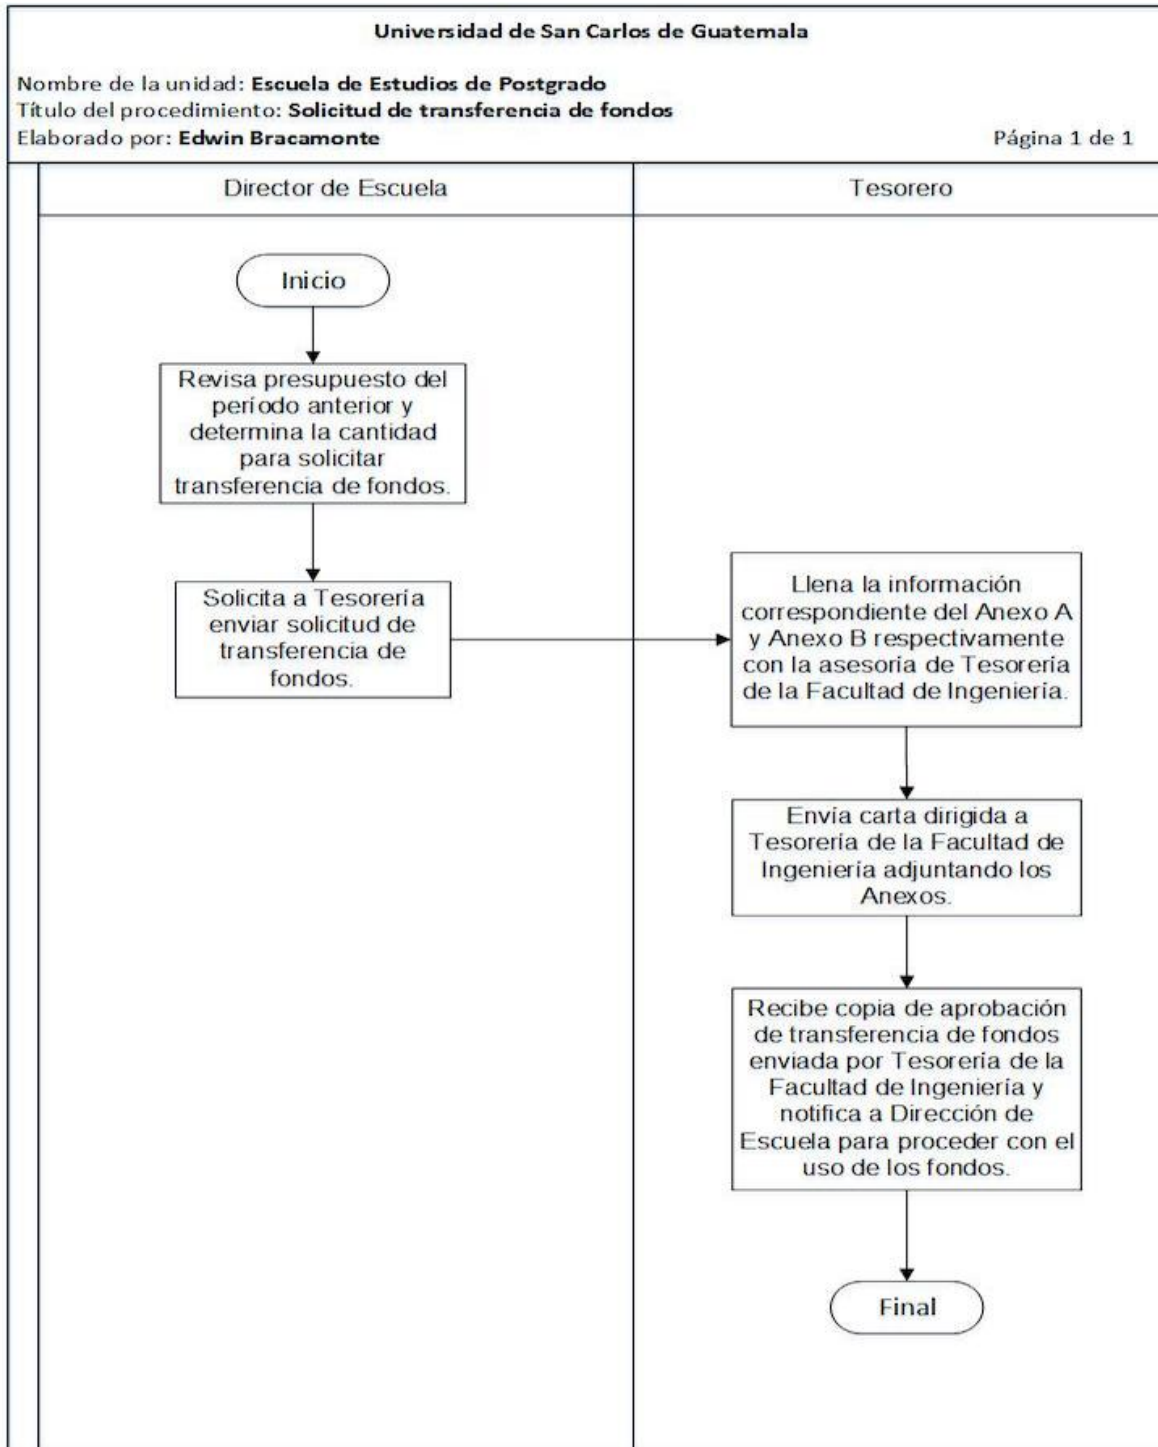 Universidad de San Carlos de Guatemala
Nombre de la unidad: Escuela de Estudios de Postgrado
Título del procedimiento: Solicitud de transferencia de fondos
Elaborado por: Edwin Bracamonte
Página 1 de 1
Director de Escuela
Tesorero
Inicio
Revisa presupuesto del
período anterior y
determina la cantidad
para solicitar
transferencia de fondos.
Solicita a Tesorería
enviar solicitud de
transferencia de
fondos.
Llena la información
correspondiente del Anexo A
y Anexo B respectivamente
con la asesoría de Tesorería
de la Facultad de Ingeniería.
Envía carta dirigida a
Tesorería de la Facultad de
Ingeniería adjuntando los
Anexos.
Recibe copia de aprobación
de transferencia de fondos
enviada por Tesorería de la
Facultad de Ingeniería y
notifica a Dirección de
Escuela para proceder con el
uso de los fondos.
Final